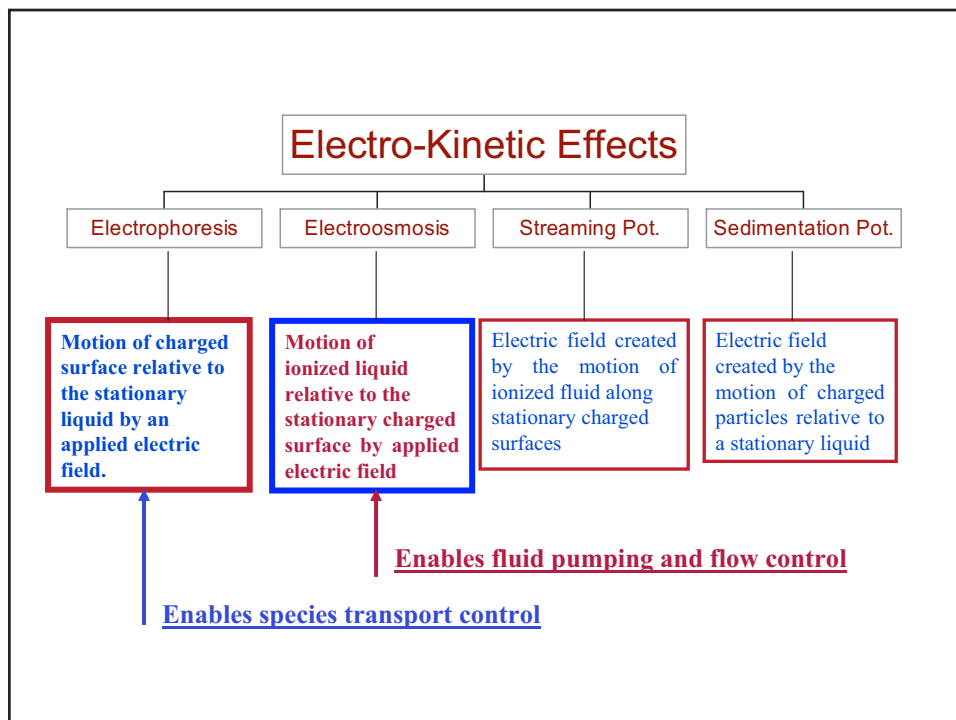 Electro-Kinetic Effects
Electrophoresis
Electroosmosis
Streaming Pot.
Sedimentation Pot.
Motion of charged
surface relative to
the stationary
liquid by an
applied electric
field.
Motion of
ionized liquid
relative to the
stationary charged
surface by applied
electric field
Electric field created
by the motion of
ionized fluid along
stationary charged
surfaces
Electric field
created by the
motion of charged
particles relative to
a stationary liquid
Enables fluid pumping and flow control
Enables species transport control